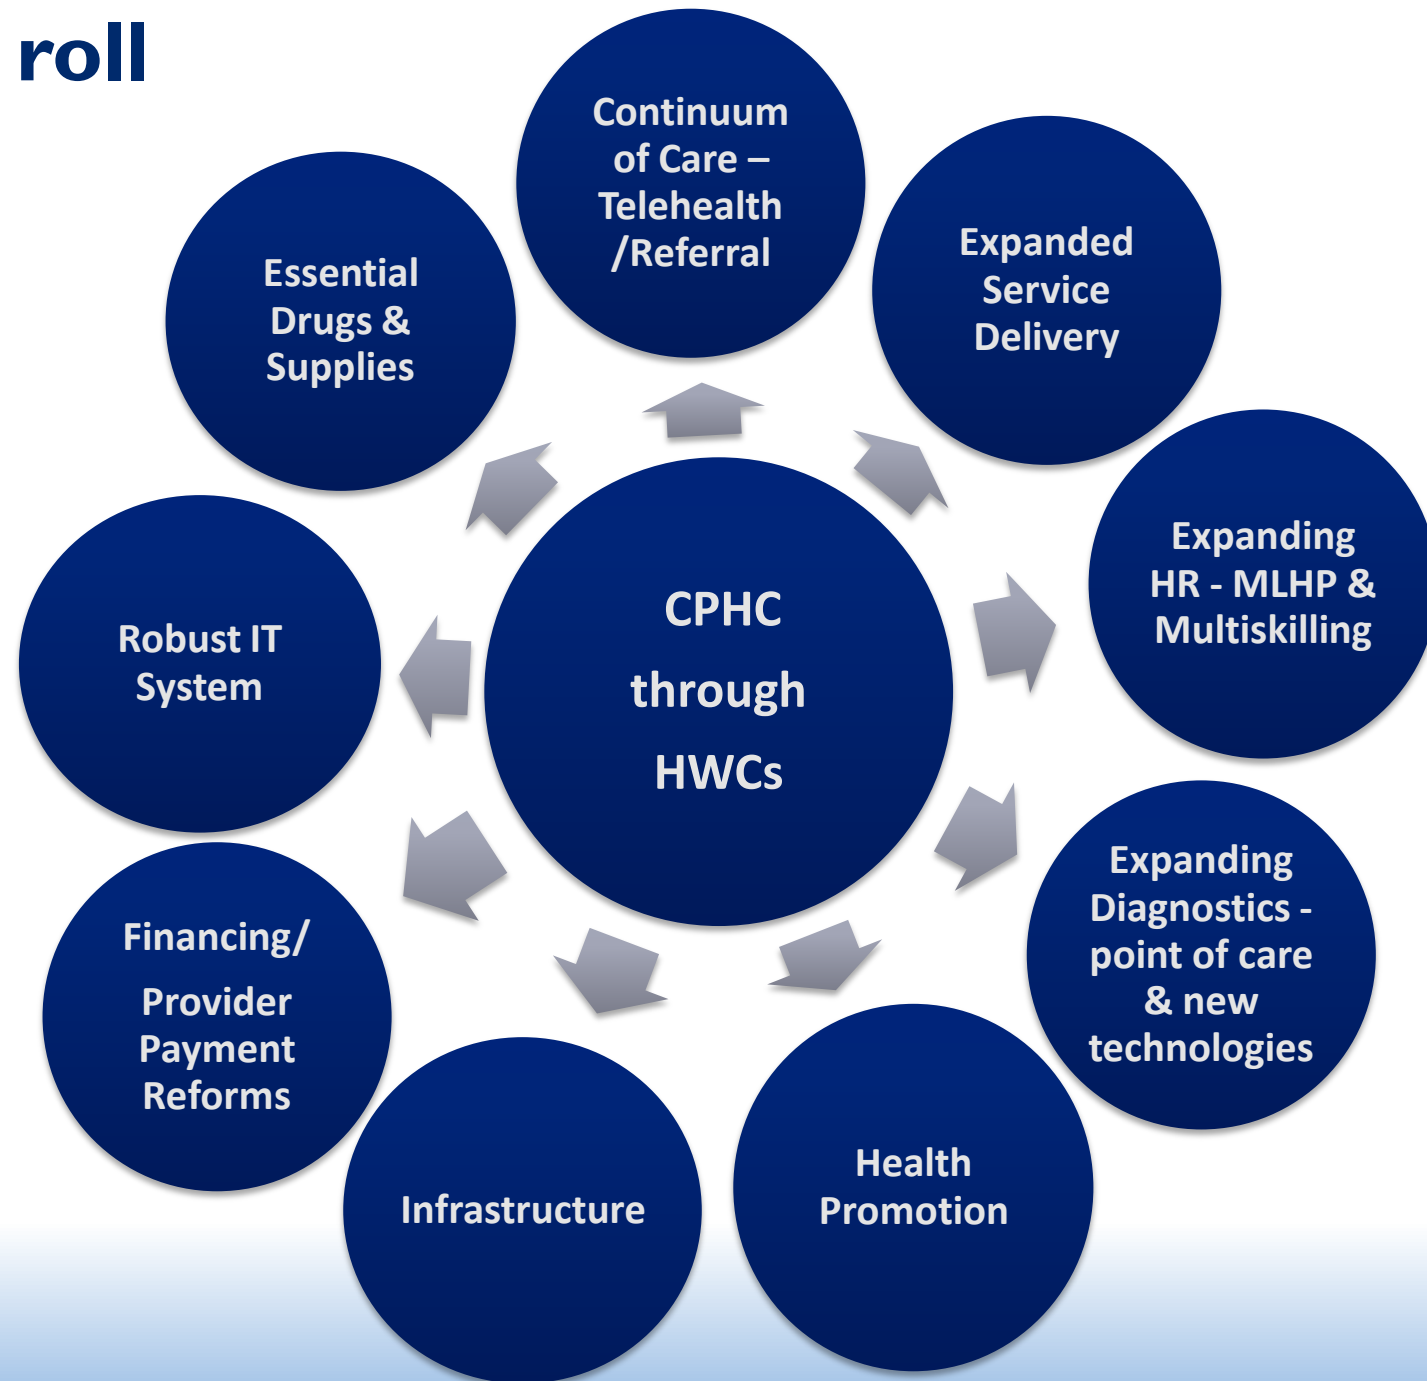 roll
Continuum
of Care –
Telehealth
/Referral
Expanded
Service
Delivery
Expanding
HR - MLHP &
Multiskilling
Expanding
Diagnostics -
point of care
& new
technologies
Health
Promotion
Infrastructure
Financing/
Provider
Payment
Reforms
Robust IT
System
Essential
Drugs &
Supplies
CPHC
through
HWCs